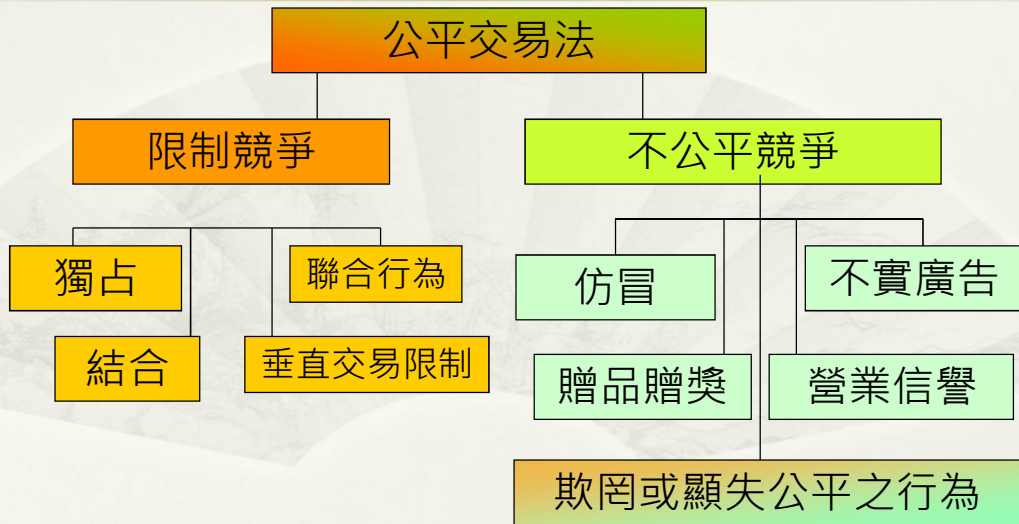 公平交易法
限制競爭
不公平競爭
獨占
聯合行為
仿冒
不實廣告
結合
垂直交易限制
贈品贈獎
營業信譽
欺罔或顯失公平之行為